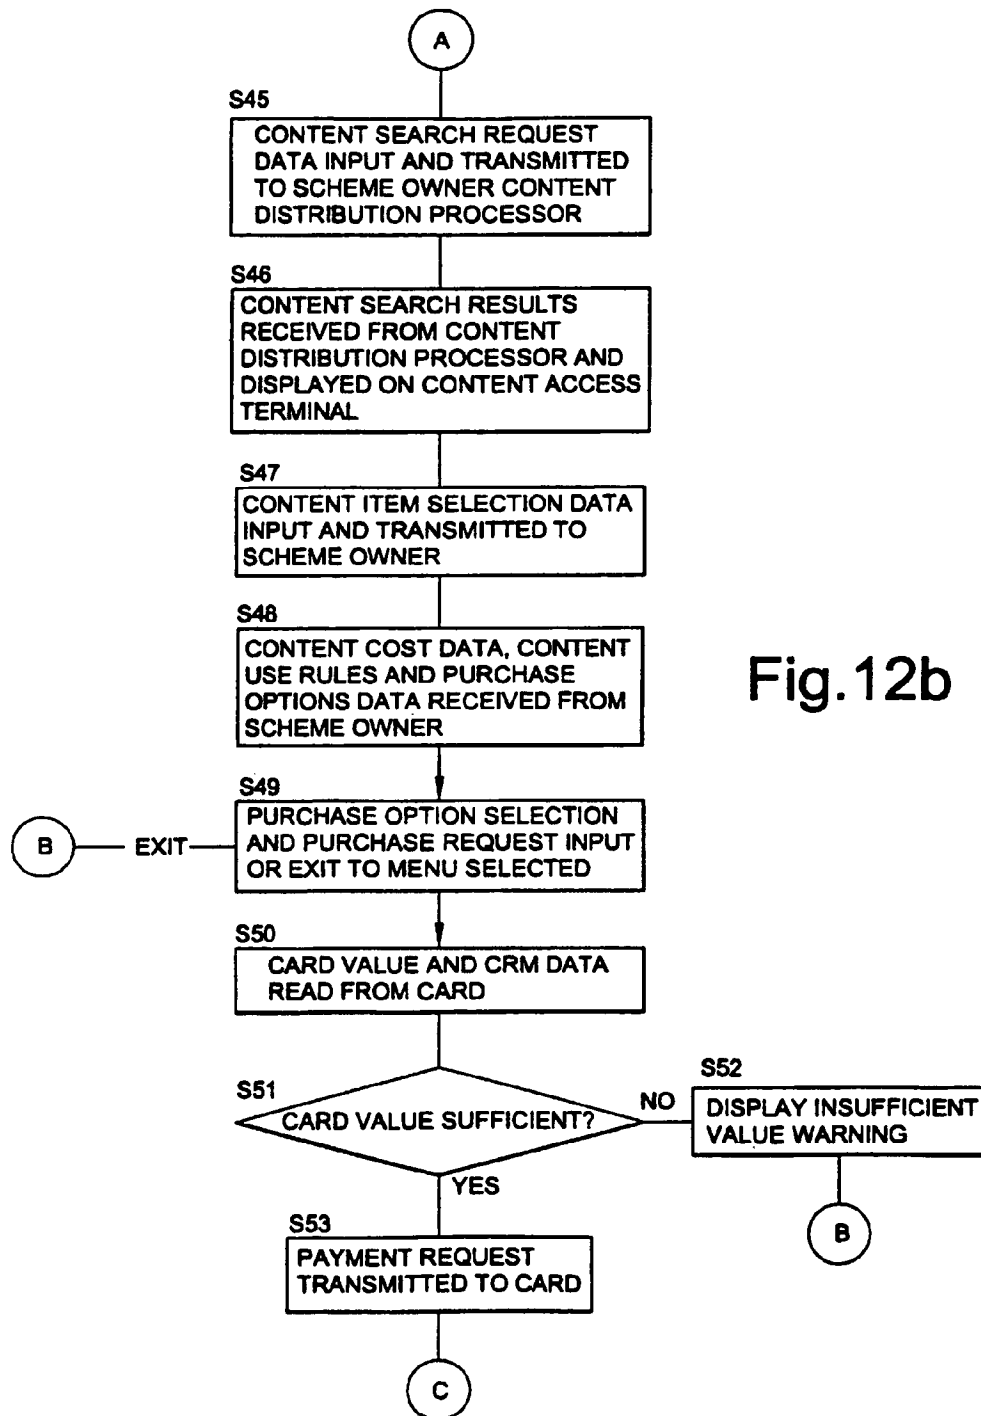 A
S45
CONTENT SEARCH REQUEST
DATA INPUT AND TRANSMITTED
TO SCHEME OWNER CONTENT
DISTRIBUTION PROCESSOR
S46
CONTENT SEARCH RESULTS
RECEIVED FROM CONTENT
DISTRIBUTION PROCESSOR AND
DISPLAYED ON CONTENT ACCESS
TERMINAL
S47
CONTENT ITEM SELECTION DATA
INPUT AND TRANSMITTED TO
SCHEME OWNER
S48
CONTENT COST DATA, CONTENT
USE RULES AND PURCHASE
OPTIONS DATA RECEIVED FROM
SCHEME OWNER
Fig.12b
S49
PURCHASE OPTION SELECTION
AND PURCHASE REQUEST INPUT
OR EXIT TO MENU SELECTED
B
EXIT
S50
CARD VALUE AND CRM DATA
READ FROM CARD
S51
CARD VALUE SUFFICIENT?
NO
S52
DISPLAY INSUFFICIENT
VALUE WARNING
YES
B
S53
PAYMENT REQUEST
TRANSMITTED TO CARD
C